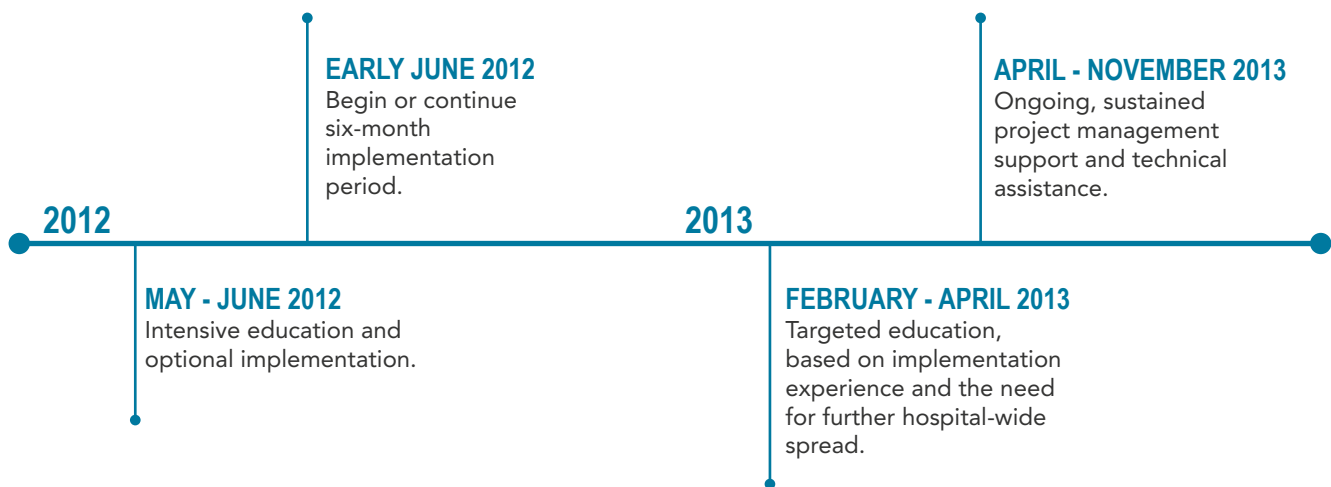 EARLY JUNE 2012
Begin or continue
six-month
implementation
period.
APRIL - NOVEMBER 2013
Ongoing, sustained
project management
support and technical
assistance.
2012
2013
MAY - JUNE 2012
Intensive education and
optional implementation.
FEBRUARY - APRIL 2013
Targeted education,
based on implementation
experience and the need
for further hospital-wide
spread.